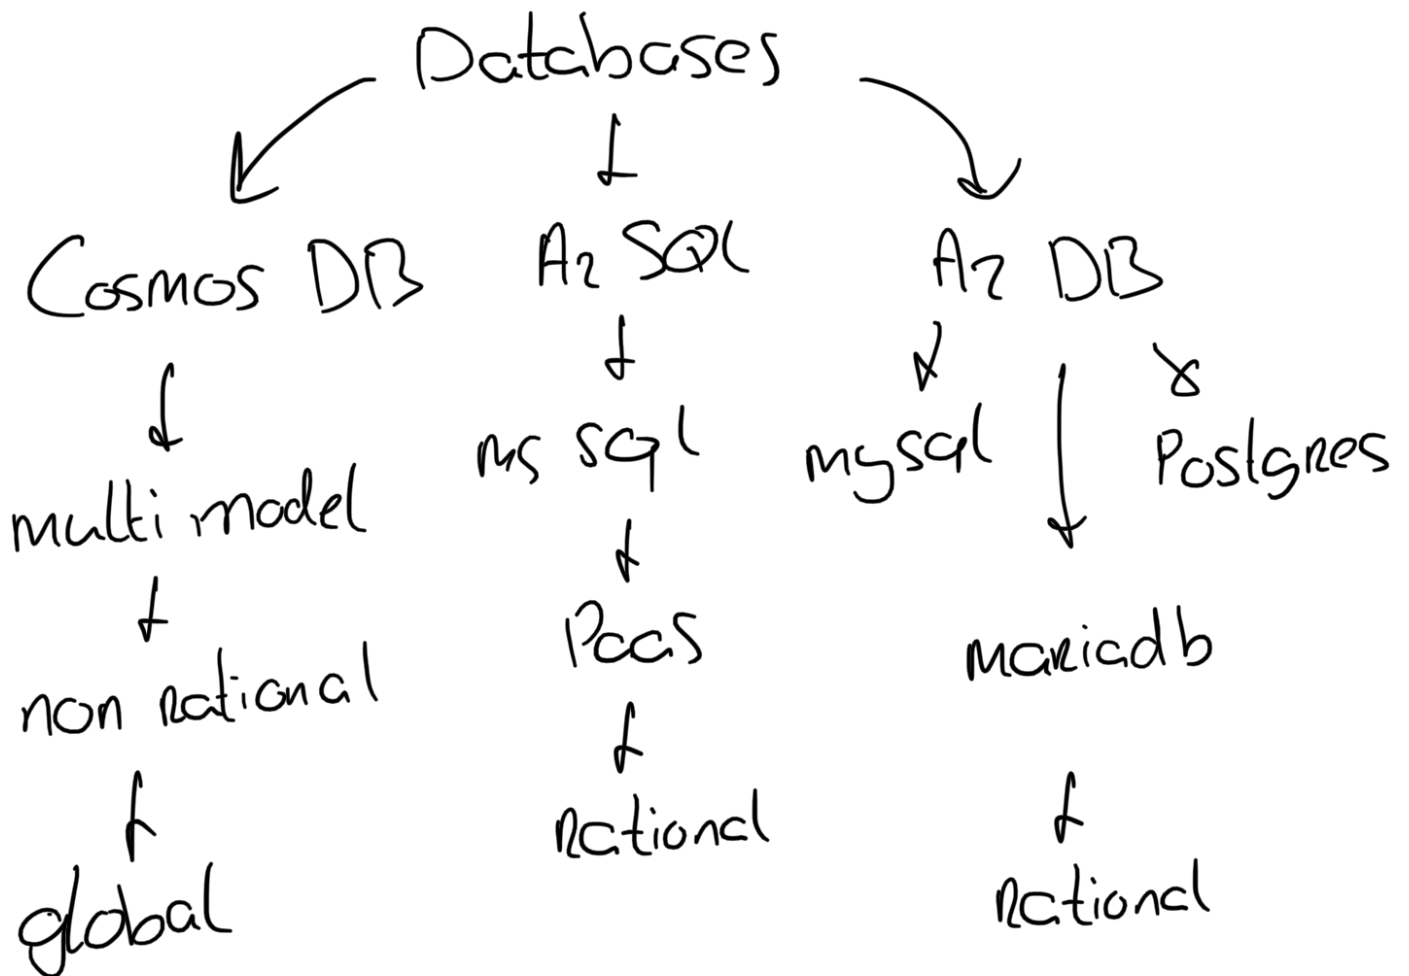 Databases
Cosmos DB
Az SQL
Az DB
multi model
ms sql
mysql
Postgres
non rational
PaaS
mariadb
global
rational
rational